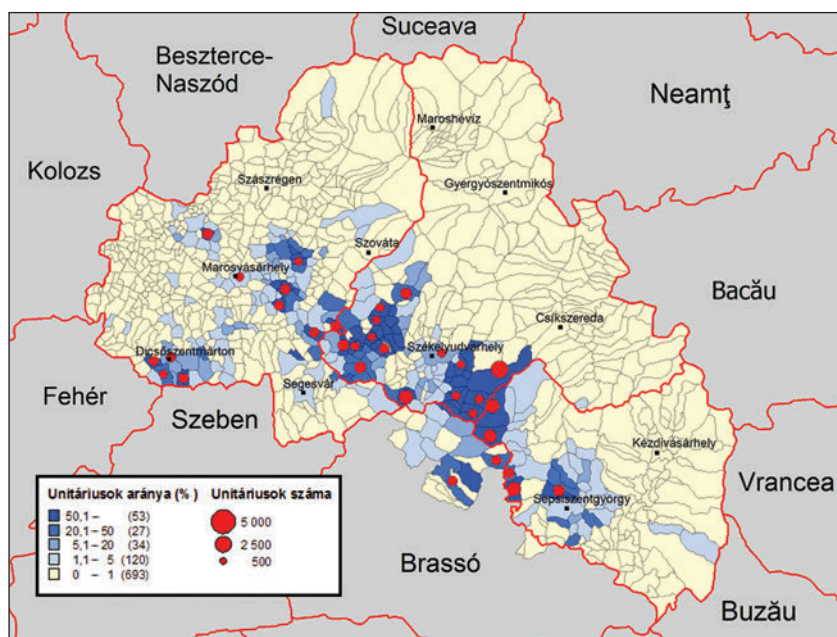 Suceava
Beszterce-
Naszód
Neamţ
Maroshévíz
Kolozs
Szászrégen
Gyergyószentmikós
Szováta
Marosvásárhely
Bacău
Csíkszereda
Dicsőszentmárton
Székelyudvarhely
Fehér
Segesvár
Szeben
Kézdivásárhely
Vrancea
Sepsiszentgyörgy
Brassó
Buzău
Unitáriusok aránya (% )
50,1 – (53)
20,1 – 50 (27)
5,1 – 20 (34)
1,1 – 5 (120)
0 – 1 (693)
Unitáriusok száma
5 000
2 500
500